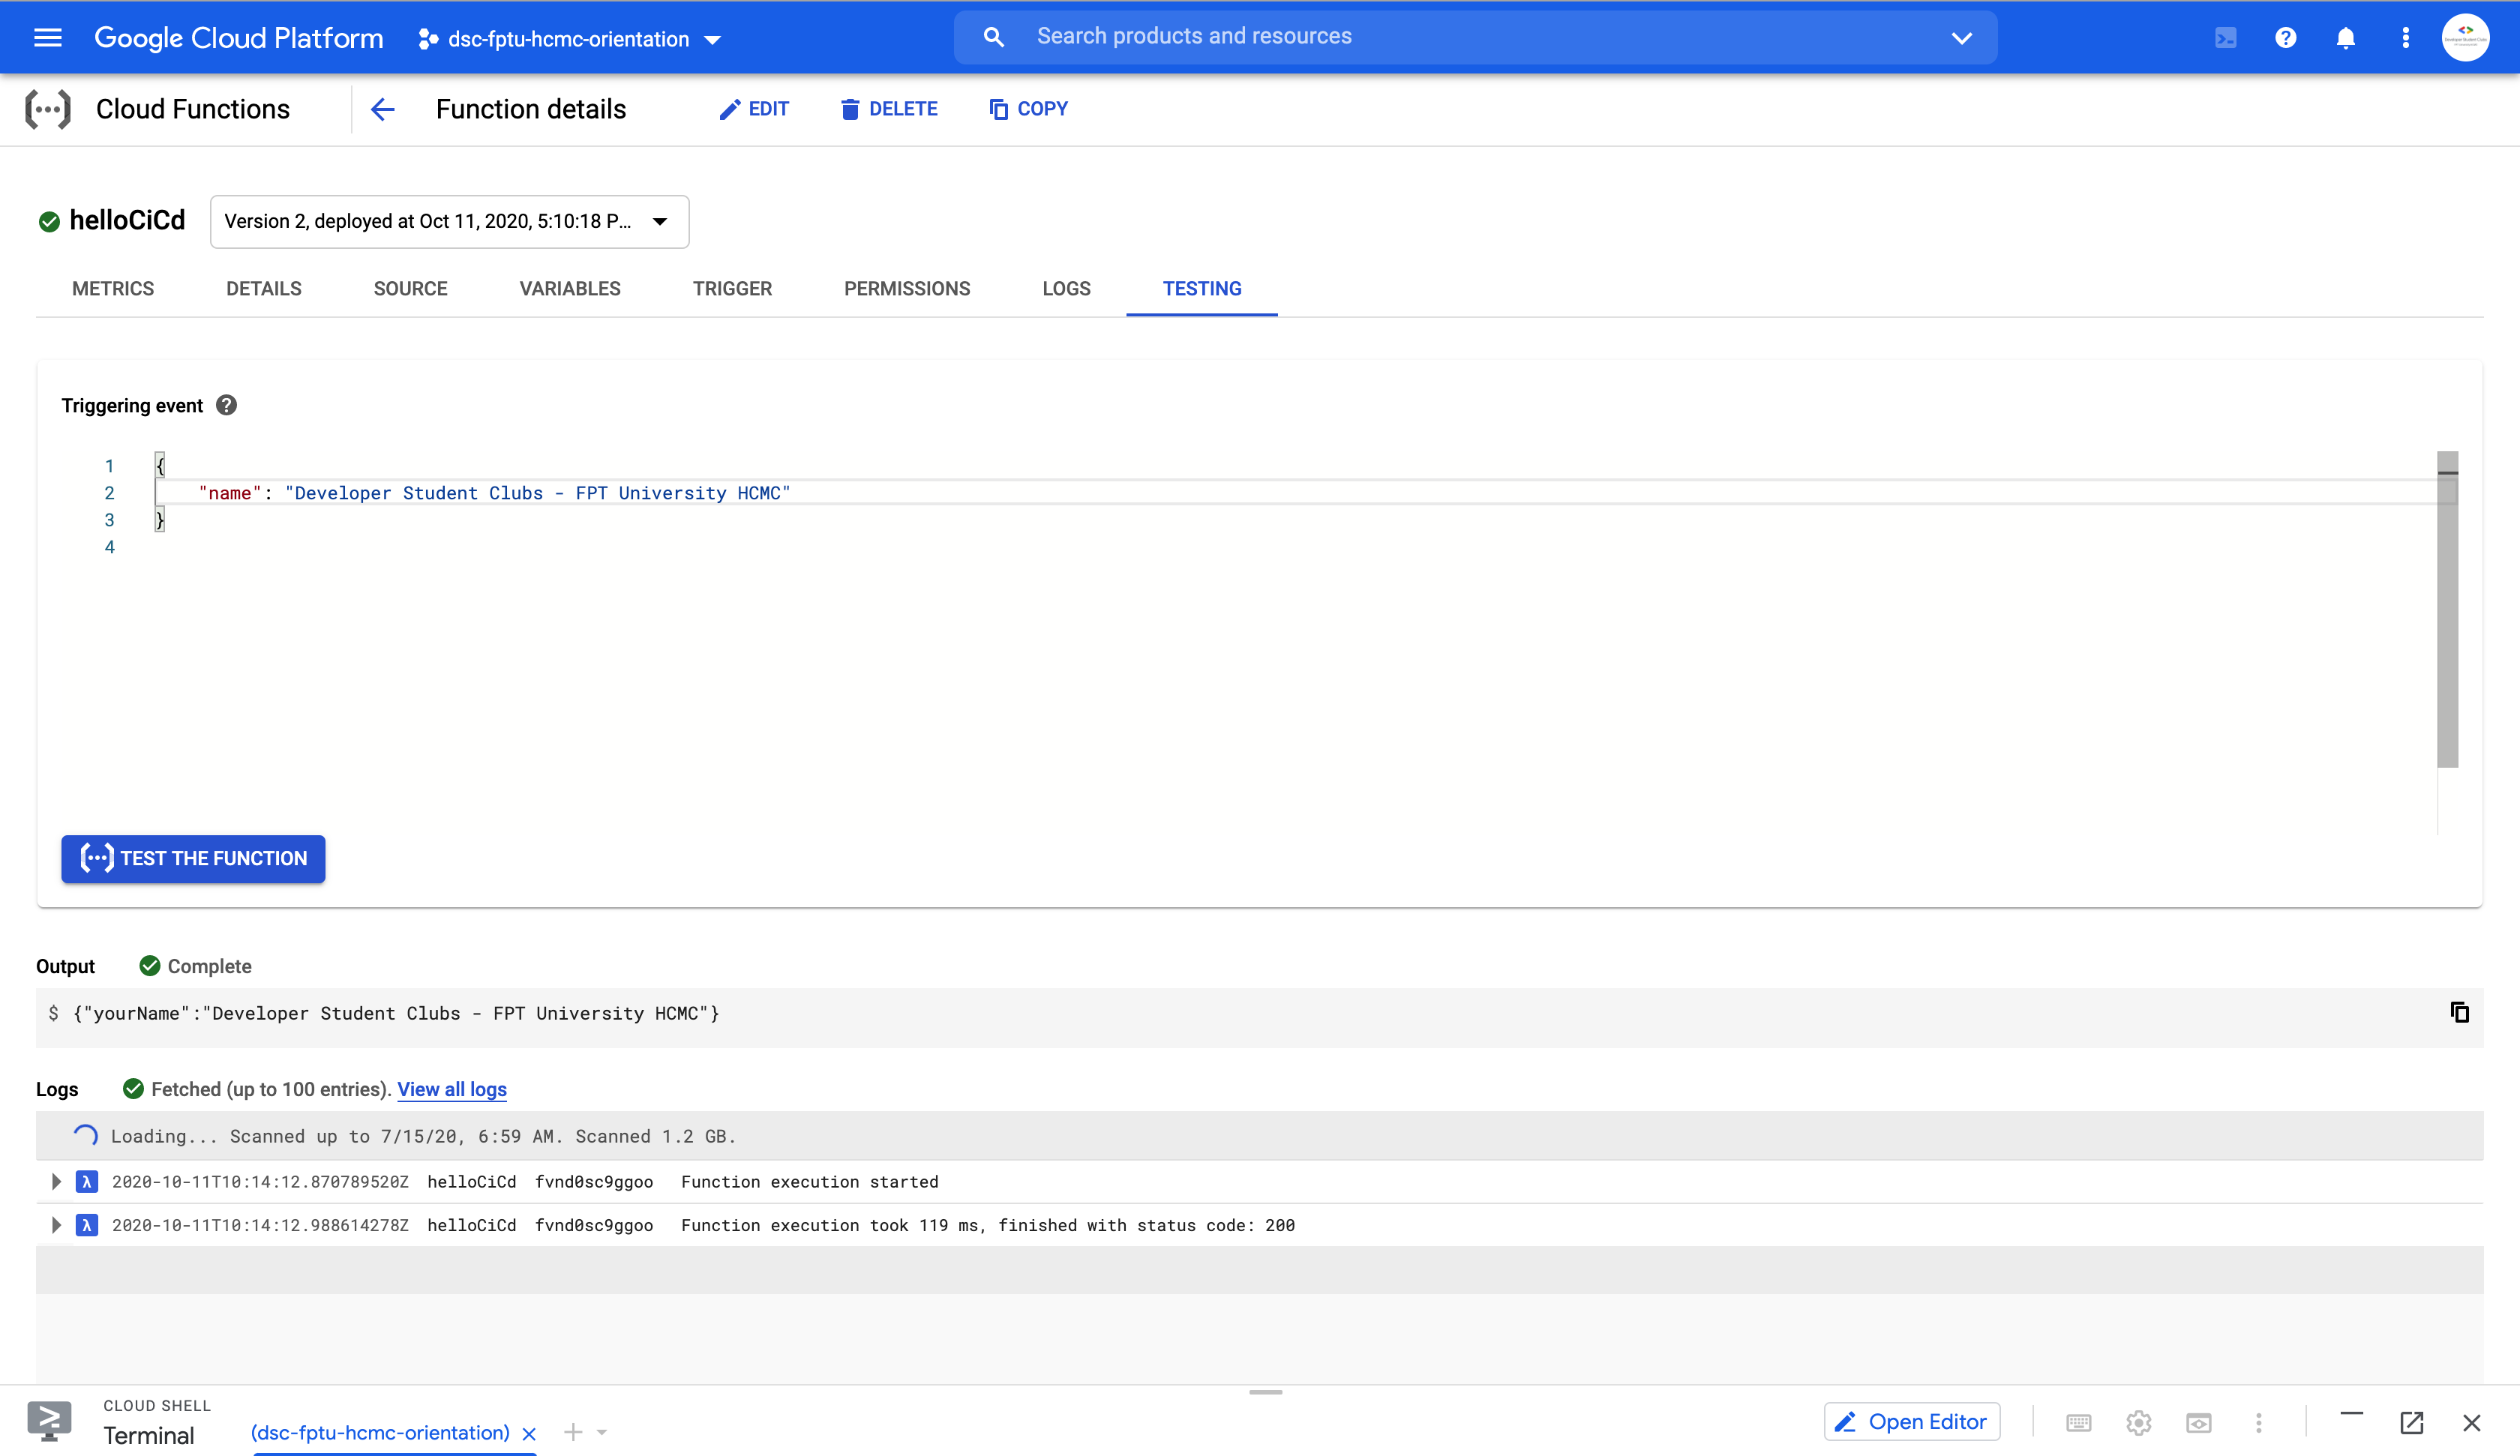 Google Cloud Platform dsc-fptu-hcmc-orientation Search products and resources
Cloud Functions Function details EDIT DELETE COPY
helloCiCd Version 2, deployed at Oct 11, 2020, 5:10:18 P...
METRICS DETAILS SOURCE VARIABLES TRIGGER PERMISSIONS LOGS TESTING
Triggering event
1 {
2 "name": "Developer Student Clubs - FPT University HCMC"
3 }
4
TEST THE FUNCTION
Output Complete
$ {"yourName":"Developer Student Clubs - FPT University HCMC"}
Logs Fetched (up to 100 entries). View all logs
Loading... Scanned up to 7/15/20, 6:59 AM. Scanned 1.2 GB.
λ 2020-10-11T10:14:12.870789520Z helloCiCd fvnd0sc9ggoo Function execution started
λ 2020-10-11T10:14:12.988614278Z helloCiCd fvnd0sc9ggoo Function execution took 119 ms, finished with status code: 200
CLOUD SHELL
Terminal (dsc-fptu-hcmc-orientation) Open Editor